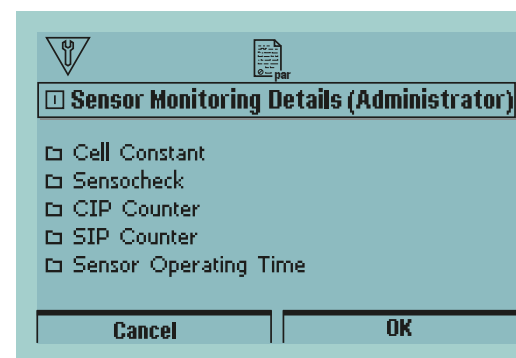 par
Sensor Monitoring Details (Administrator)
Cell Constant
Sensocheck
CIP Counter
SIP Counter
Sensor Operating Time
Cancel OK